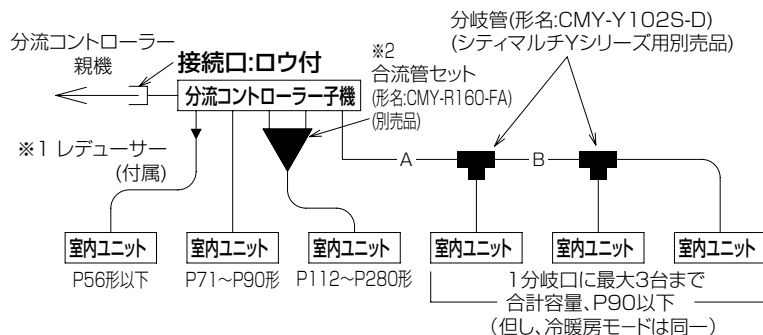 分流コントローラー
親機
接続口:ロウ付
※2
合流管セット
(形名:CMY-R160-FA)
(別売品)
分岐管(形名:CMY-Y102S-D)
(シティマルチYシリーズ用別売品)
分流コントローラー子機
※1 レデューサー
(付属)
A
B
室内ユニット
室内ユニット
室内ユニット
室内ユニット
室内ユニット
室内ユニット
P56形以下
P71～P90形
P112～P280形
1分岐口に最大3台まで
合計容量、P90以下
(但し、冷暖房モードは同一)